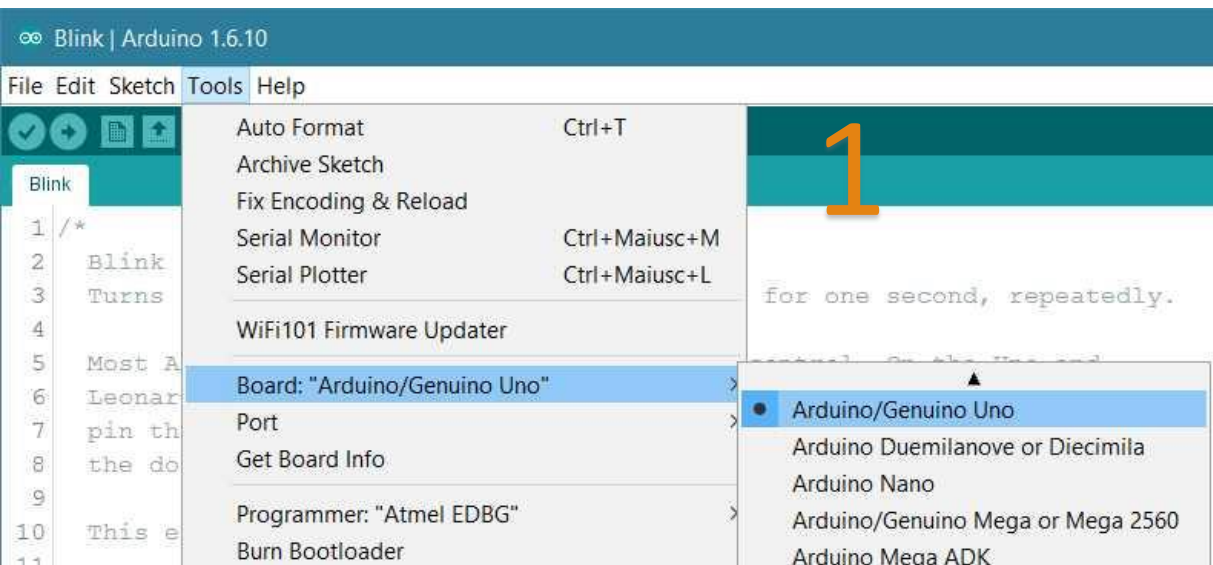 Blink | Arduino 1.6.10
File Edit Sketch Tools Help
Auto Format Ctrl+T
1
Archive Sketch
Blink
Fix Encoding & Reload
1 /*
Serial Monitor Ctrl+Maiusc+M
2 Blink
Serial Plotter Ctrl+Maiusc+L
3 Turns for one second, repeatedly.
4
WiFi101 Firmware Updater
5 Most A
Board: "Arduino/Genuino Uno"
6 Leonar
Arduino/Genuino Uno
Port
7 pin th
Arduino Duemilanove or Diecimila
Get Board Info
8 the do
Arduino Nano
9
Programmer: "Atmel EDBG"
Arduino/Genuino Mega or Mega 2560
10 This e
Burn Bootloader
Arduino Mega ADK
11